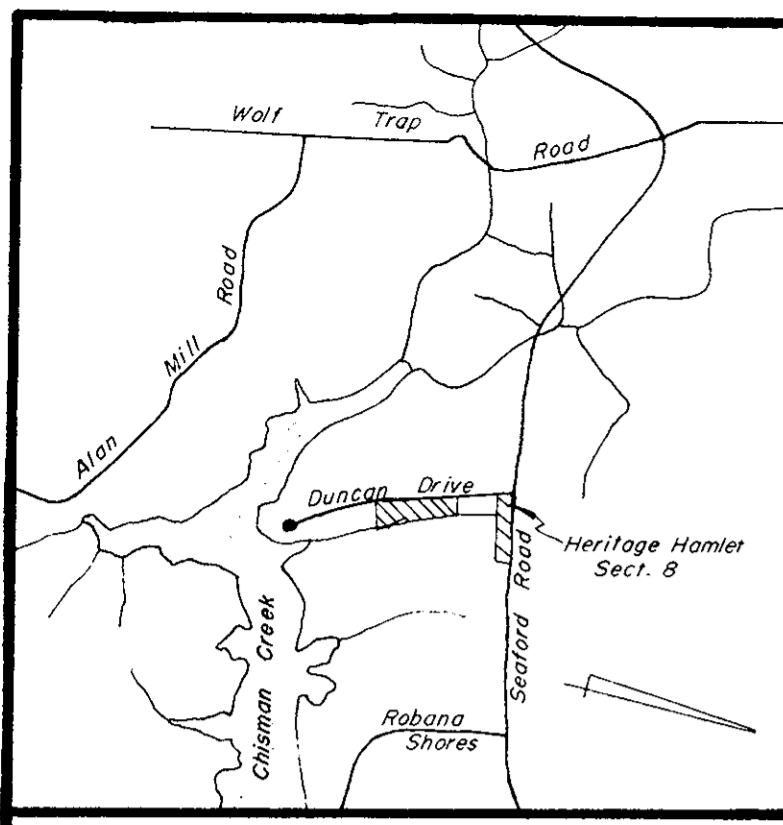 Wolf Trap Road
Alan Mill Road
Duncan Drive
Heritage Hamlet
Sect. 8
Seaford Road
Chisman Creek
Robana
Shores